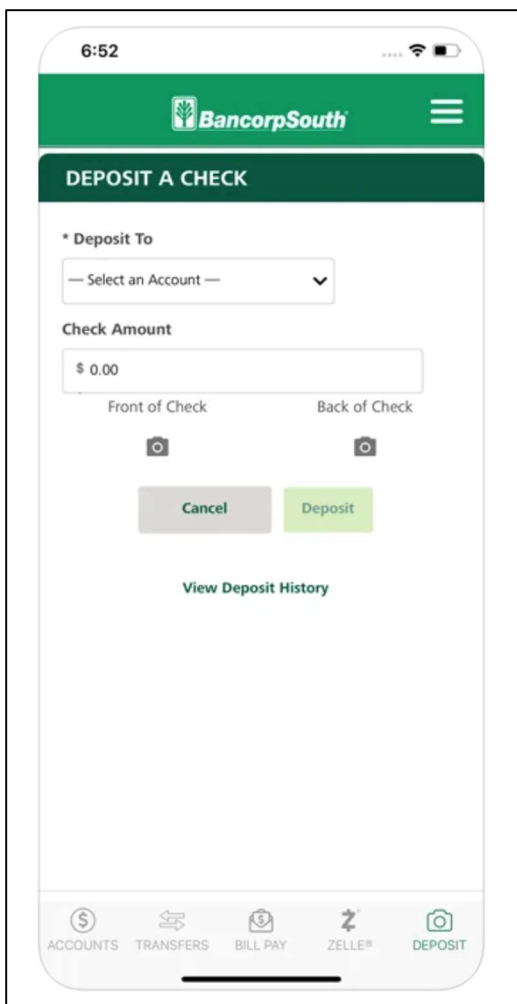 6:52
BancorpSouth
DEPOSIT A CHECK
* Deposit To
— Select an Account —
Check Amount
$ 0.00
Front of Check Back of Check
Cancel Deposit
View Deposit History
ACCOUNTS TRANSFERS BILL PAY ZELLE® DEPOSIT